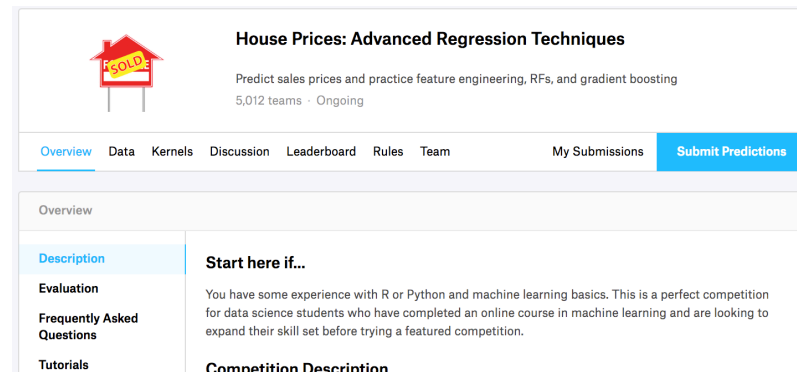 SOLD
House Prices: Advanced Regression Techniques
Predict sales prices and practice feature engineering, RFs, and gradient boosting
5,012 teams · Ongoing
Overview Data Kernels Discussion Leaderboard Rules Team My Submissions Submit Predictions
Overview
Description
Evaluation
Frequently Asked
Questions
Tutorials
Start here if...
You have some experience with R or Python and machine learning basics. This is a perfect competition
for data science students who have completed an online course in machine learning and are looking to
expand their skill set before trying a featured competition.
Competition Description